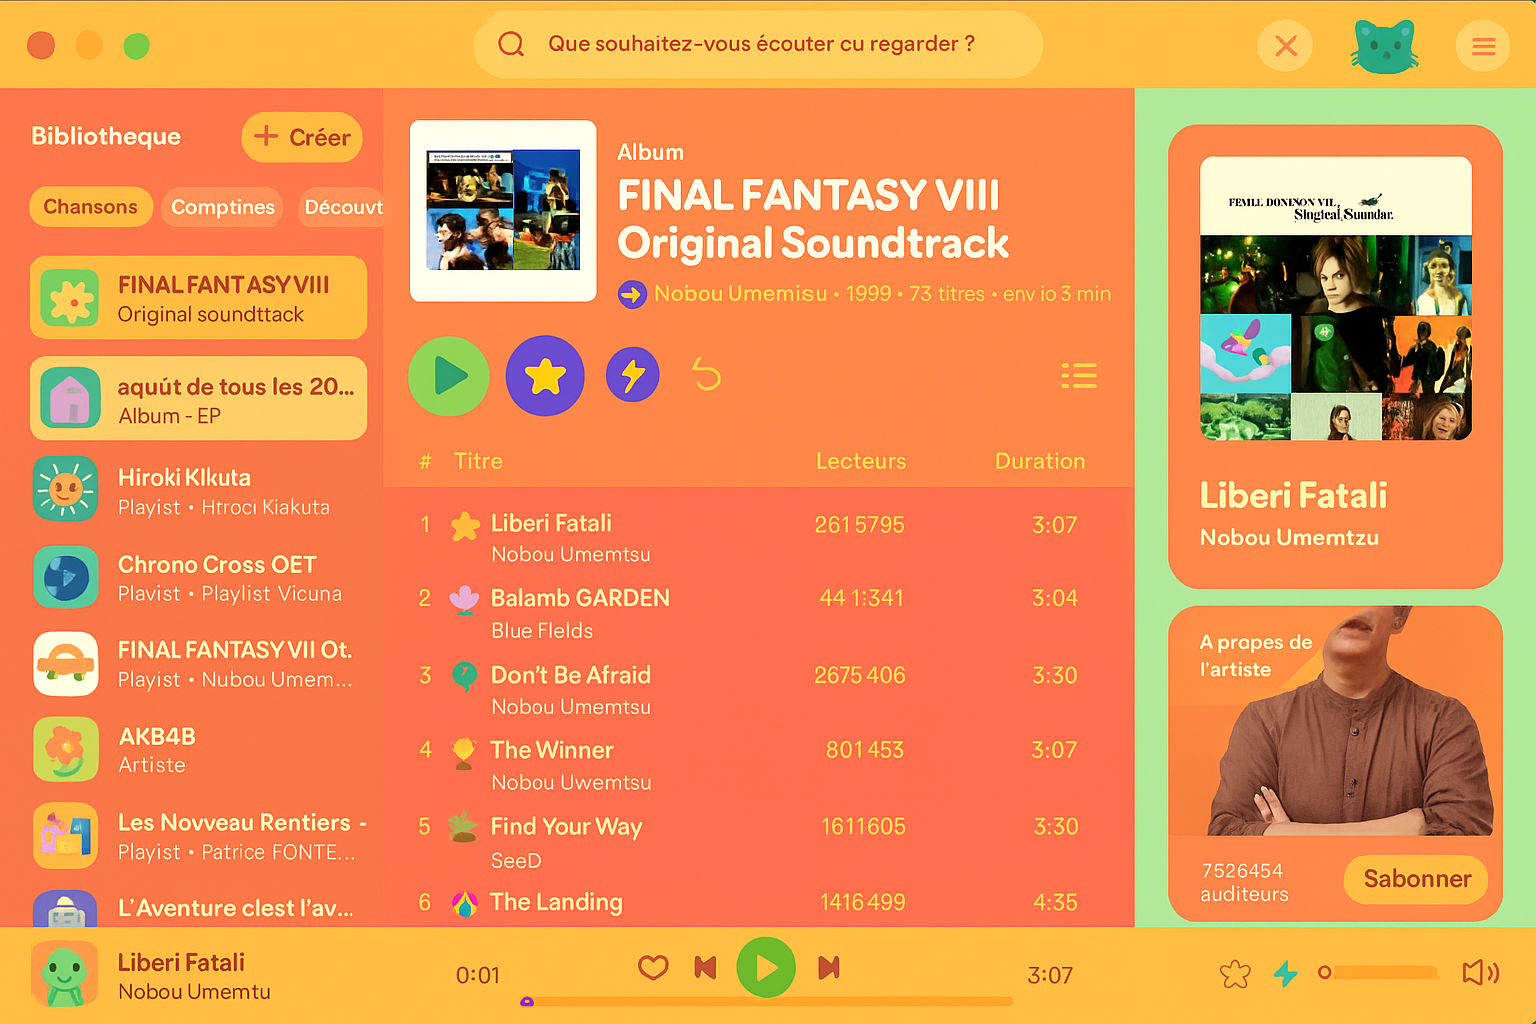 Que souhaitez-vous écouter cu regarder ?
Bibliotheque
+ Créer
Chansons
Comptines
Découvt
FINAL FANTASY VIII
Original soundttack
aqúut de tous les 20...
Album - EP
Hiroki Klkuta
Playist • Htroci Kiakuta
Chrono Cross OET
Plavist • Playlist Vicuna
FINAL FANTASY VII Ot.
Playist • Nubou Umem...
AKB4B
Artiste
Les Novveau Rentiers -
Playist • Patrice FONTE...
L'Aventure clest l'av...
Album
FINAL FANTASY VIII
Original Soundtrack
Nobou Umemisu • 1999 • 73 titres • env io 3 min
# Titre Lecteurs Duration
1 Liberi Fatali 261 5795 3:07
Nobou Umemtsu
2 Balamb GARDEN 44 1:341 3:04
Blue Flelds
3 Don't Be Afraid 2675 406 3:30
Nobou Umemtsu
4 The Winner 801 453 3:07
Nobou Uwemtsu
5 Find Your Way 1611605 3:30
SeeD
6 The Landing 1416 499 4:35
FEMILL DONINON VII,
Singteal, Suundar.
Liberi Fatali
Nobou Umemtzu
A prapes de
l'artiste
7526454
auditeurs
Sabonner
Liberi Fatali
Nobou Umemtu
0:01
3:07